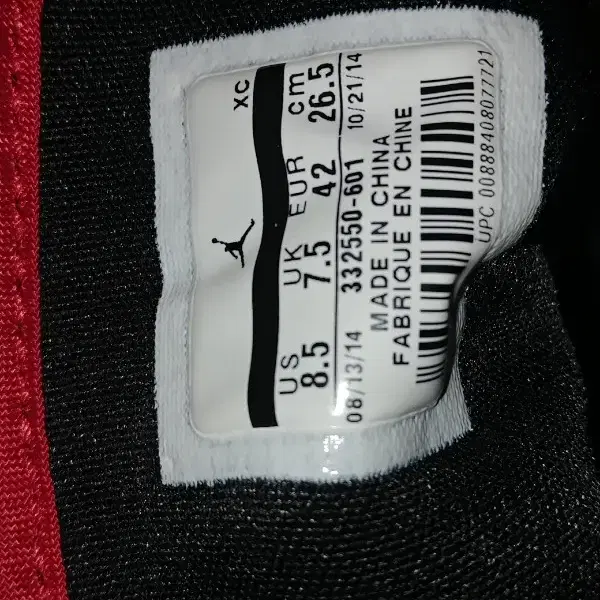 XC
US UK EUR cm
8.5 7.5 42 26.5
08/13/14 332550-601 10/21/14
MADE IN CHINA
FABRIQUE EN CHINE
UPC 00888408077721